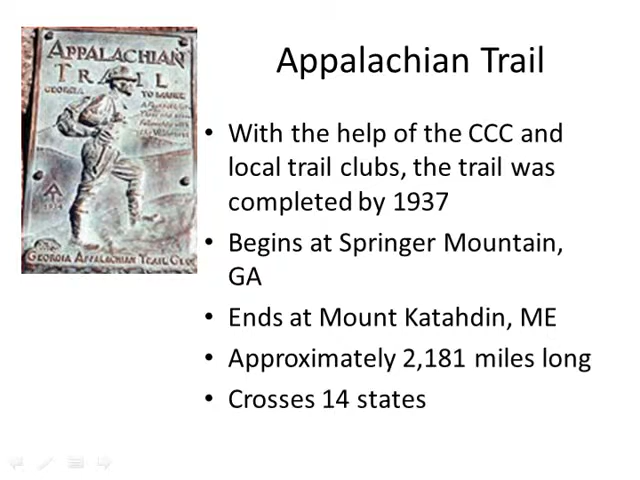 Appalachian Trail
APPALACHIAN
TRAIL
GEORGIA TO MAINE
1934
GEORGIA APPALACHIAN TRAIL CLUB
• With the help of the CCC and
local trail clubs, the trail was
completed by 1937
• Begins at Springer Mountain,
GA
• Ends at Mount Katahdin, ME
• Approximately 2,181 miles long
• Crosses 14 states